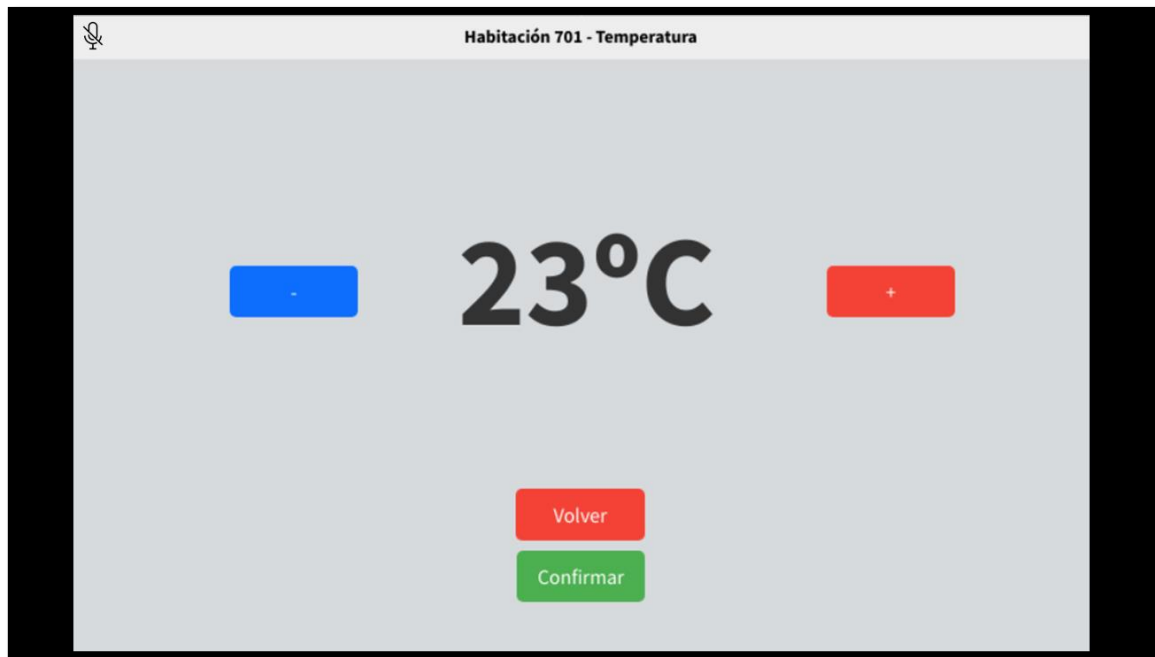 Habitación 701 - Temperatura
- 23ºC +
Volver
Confirmar